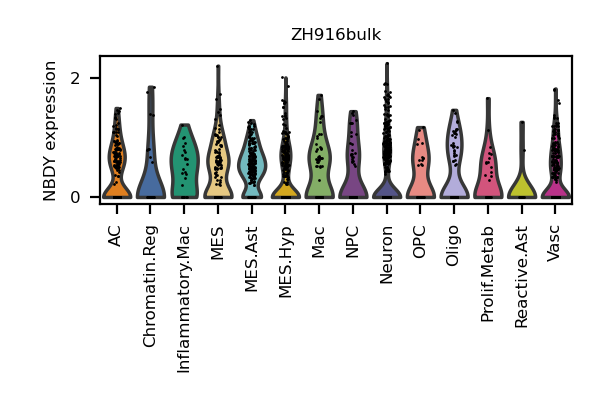 ZH916bulk
NBDY expression
2
0
AC
Chromatin.Reg
Inflammatory.Mac
MES
MES.Ast
MES.Hyp
Mac
NPC
Neuron
OPC
Oligo
Prolif.Metab
Reactive.Ast
Vasc